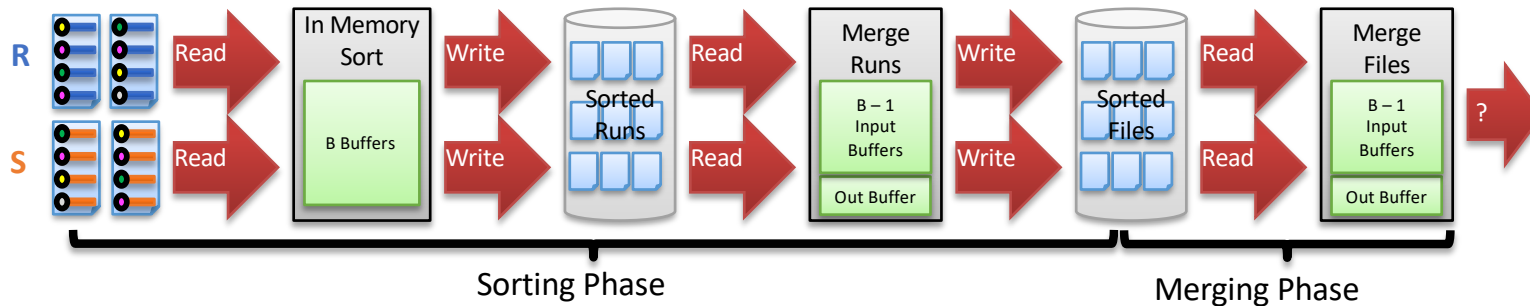 R
S
Read
Read
In Memory
Sort
B Buffers
Write
Write
Sorted
Runs
Read
Read
Merge
Runs
B – 1
Input
Buffers
Out Buffer
Write
Write
Sorted
Files
Read
Read
Merge
Files
B – 1
Input
Buffers
Out Buffer
?
Sorting Phase
Merging Phase